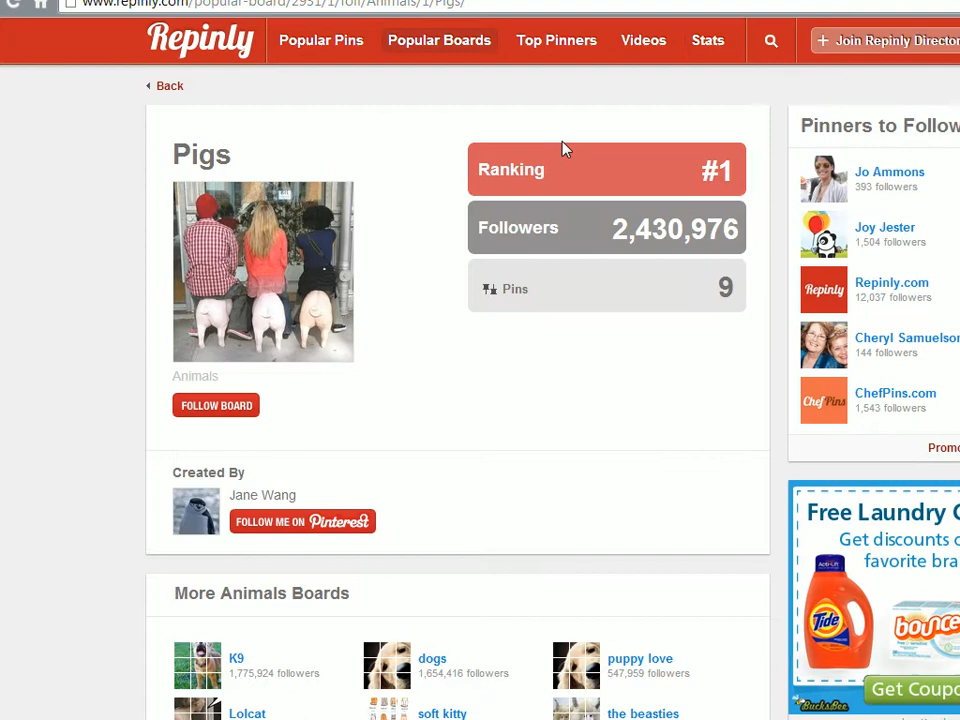 www.repinly.com/popular-board/2931/1/foll/Animals/1/Pigs/
Repinly
Popular Pins
Popular Boards
Top Pinners
Videos
Stats
+ Join Repinly Director
Back
Pigs
Ranking #1
Followers 2,430,976
Pins 9
Animals
FOLLOW BOARD
Created By
Jane Wang
FOLLOW ME ON Pinterest
More Animals Boards
K9
1,775,924 followers
dogs
1,654,416 followers
puppy love
547,959 followers
Lolcat
soft kitty
the beasties
Pinners to Follow
Jo Ammons
393 followers
Joy Jester
1,504 followers
Repinly
Repinly.com
12,037 followers
Cheryl Samuelson
144 followers
ChefPins
ChefPins.com
1,543 followers
Promo
Free Laundry C
Get discounts o
favorite bra
Tide
bounce
Get Coupo
BucksBee